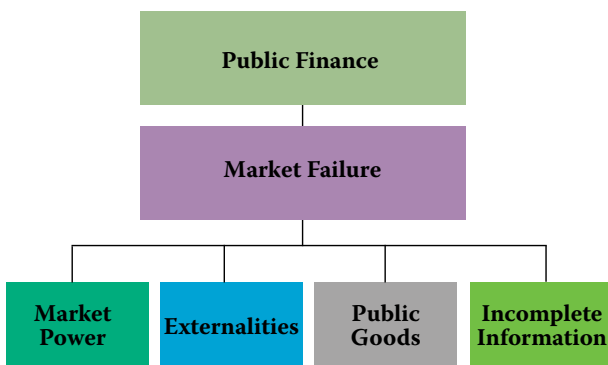 Public Finance
Market Failure
Market
Power
Externalities
Public
Goods
Incomplete
Information